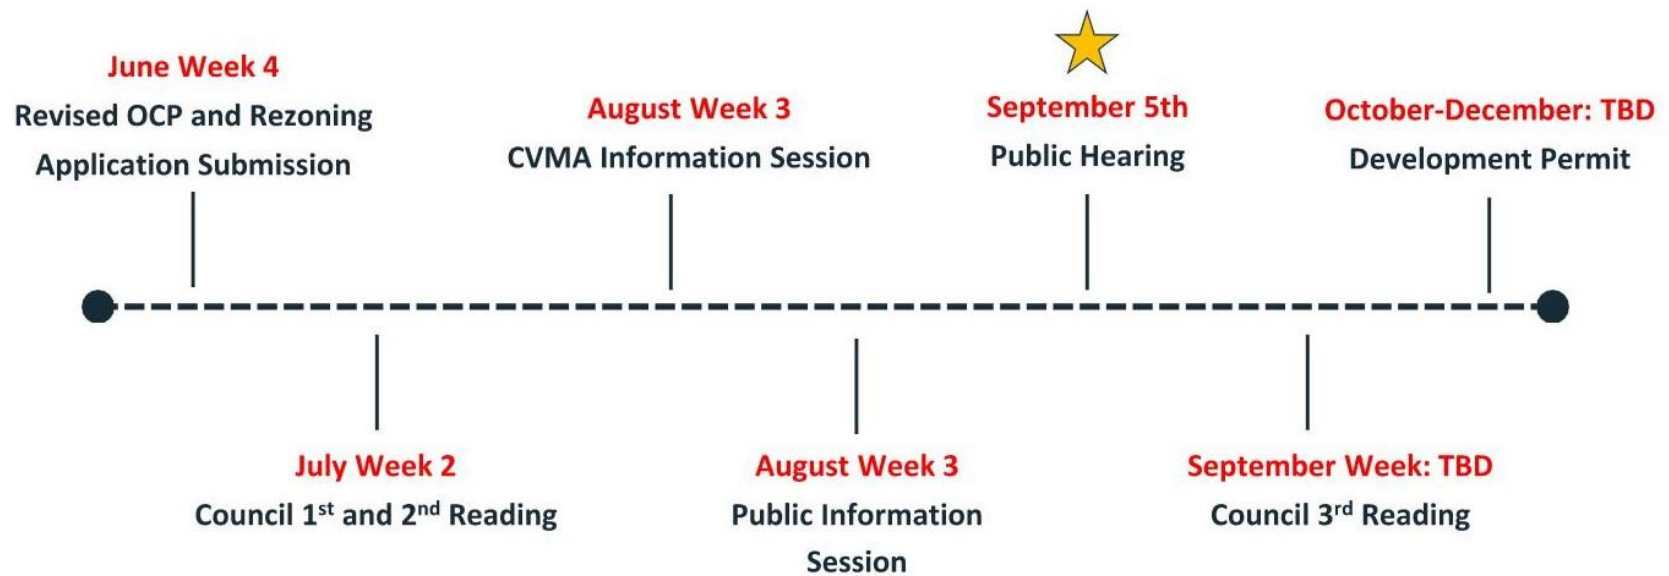 June Week 4
Revised OCP and Rezoning
Application Submission
August Week 3
CVMA Information Session
September 5th
Public Hearing
October-December: TBD
Development Permit
July Week 2
Council 1st and 2nd Reading
August Week 3
Public Information
Session
September Week: TBD
Council 3rd Reading